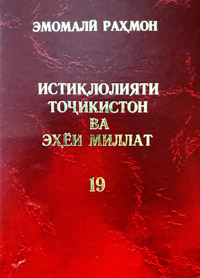 ЭМОМАЛӢ РАҲМОН
ИСТИҚЛОЛИЯТИ
ТОҶИКИСТОН
ВА
ЭҲЁИ МИЛЛАТ
19